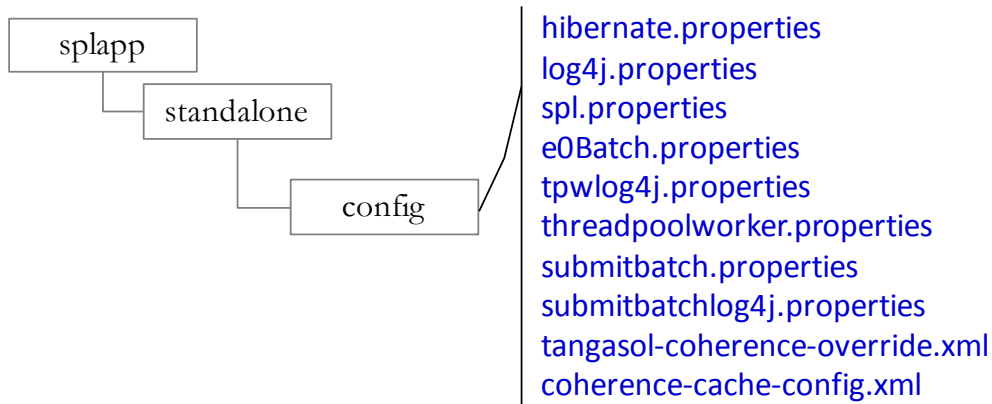 splapp
standalone
config
hibernate.properties
log4j.properties
spl.properties
e0Batch.properties
tpwlog4j.properties
threadpoolworker.properties
submitbatch.properties
submitbatchlog4j.properties
tangasol-coherence-override.xml
coherence-cache-config.xml